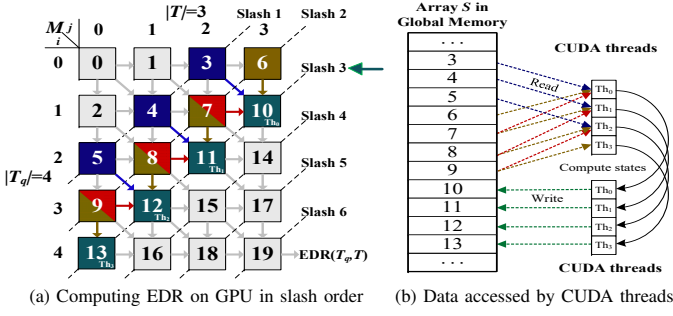 |T|=3
Slash 1
Slash 2
M j i
0 1 2 3
0 0 1 3 6
Slash 3
1 2 4 7 10 Th0
Slash 4
2 5 8 11 Th1 14
Slash 5
|Tq|=4
3 9 12 Th2 15 17
Slash 6
4 13 Th3 16 18 19 EDR(Tq,T)
(a) Computing EDR on GPU in slash order
Array S in
Global Memory
CUDA threads
· · ·
3
4
5
6
7
8
9
10
11
12
13
· · ·
Read
Th0
Th1
Th2
Th3
Compute states
Write
Th0
Th1
Th2
Th3
CUDA threads
(b) Data accessed by CUDA threads